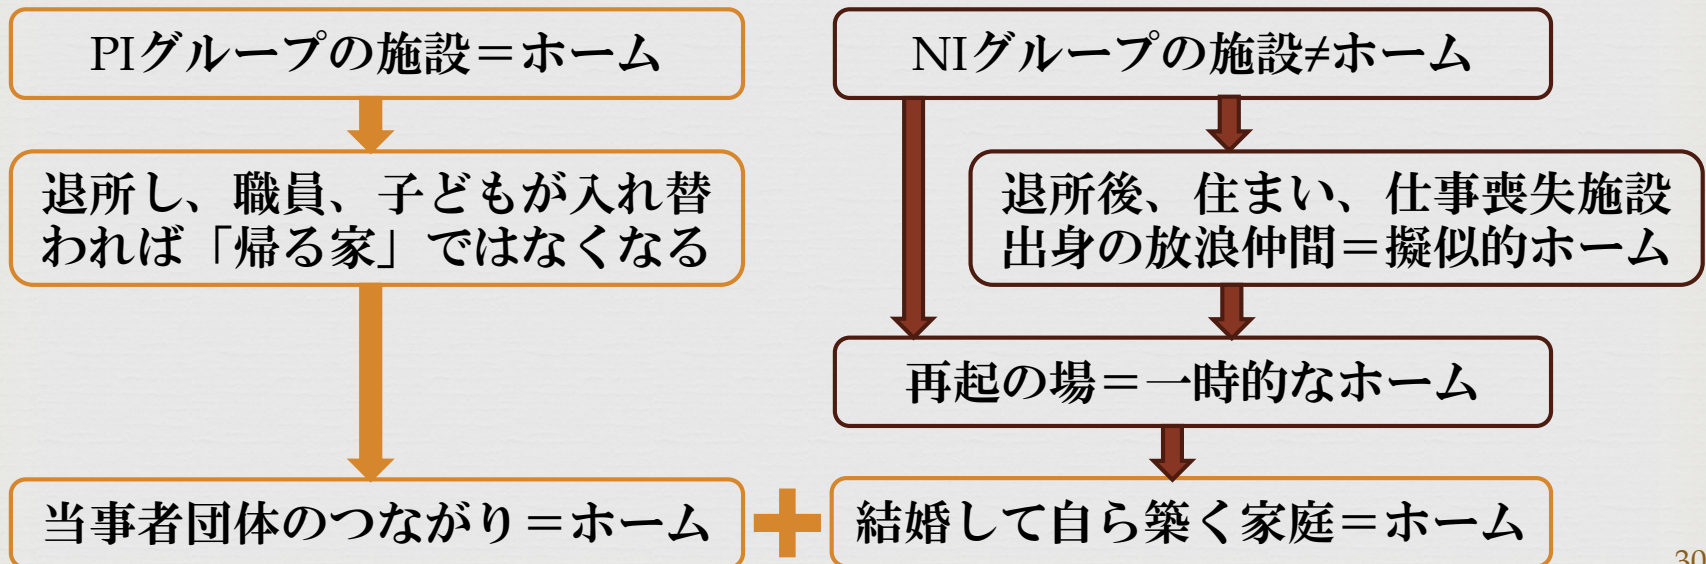 PIグループの施設＝ホーム
NIグループの施設≠ホーム
退所し、職員、子どもが入れ替
われば「帰る家」ではなくなる
退所後、住まい、仕事喪失施設
出身の放浪仲間＝擬似的ホーム
再起の場＝一時的なホーム
当事者団体のつながり＝ホーム
結婚して自ら築く家庭＝ホーム
30